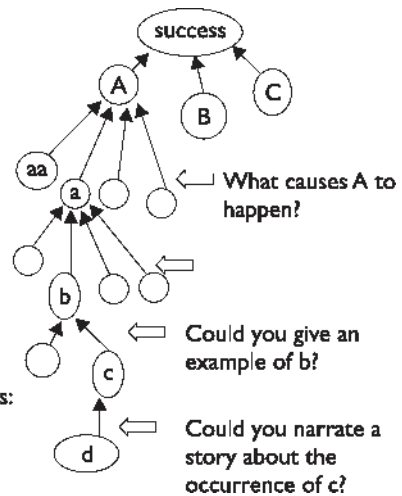 success
A
B
C
aa
a
What causes A to
happen?
b
Could you give an
example of b?
c
s:
d
Could you narrate a
story about the
occurrence of c?